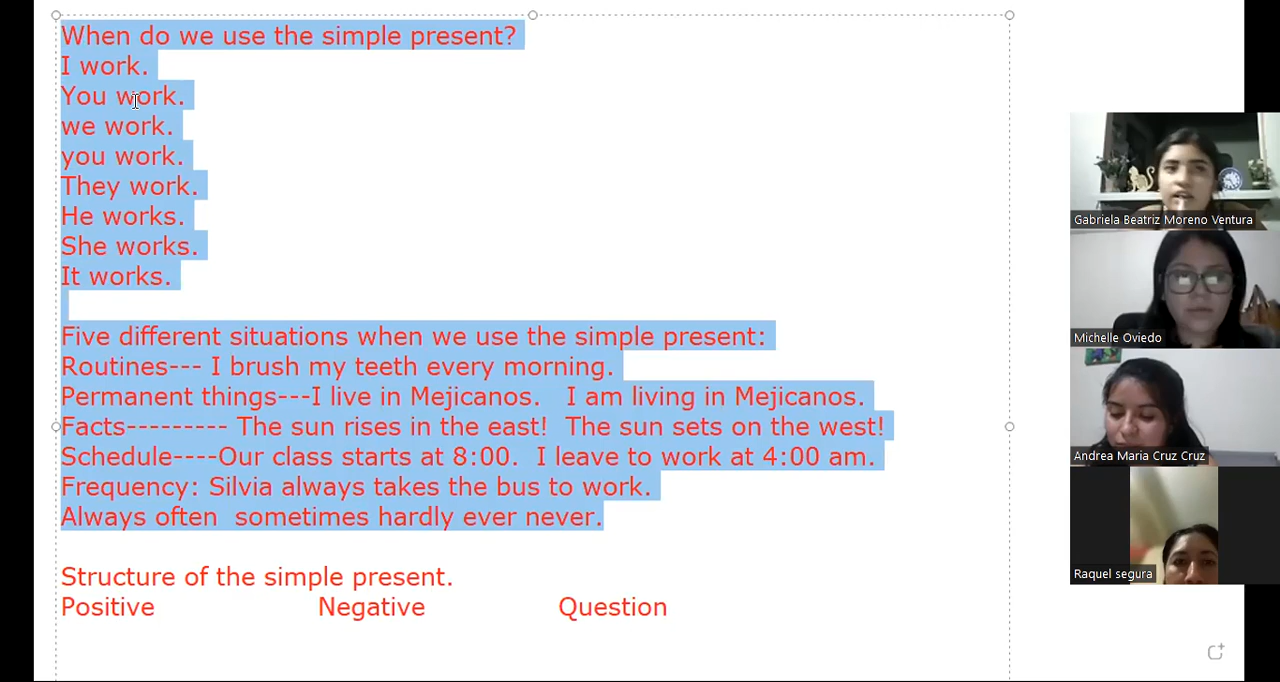 When do we use the simple present?
I work.
You work.
we work.
you work.
They work.
He works.
She works.
It works.
Five different situations when we use the simple present:
Routines--- I brush my teeth every morning.
Permanent things---I live in Mejicanos.   I am living in Mejicanos.
Facts--------- The sun rises in the east!  The sun sets on the west!
Schedule----Our class starts at 8:00.  I leave to work at 4:00 am.
Frequency: Silvia always takes the bus to work.
Always often  sometimes hardly ever never.
Structure of the simple present.
Positive                Negative                Question
Gabriela Beatriz Moreno Ventura
Michelle Oviedo
Andrea Maria Cruz Cruz
Raquel segura